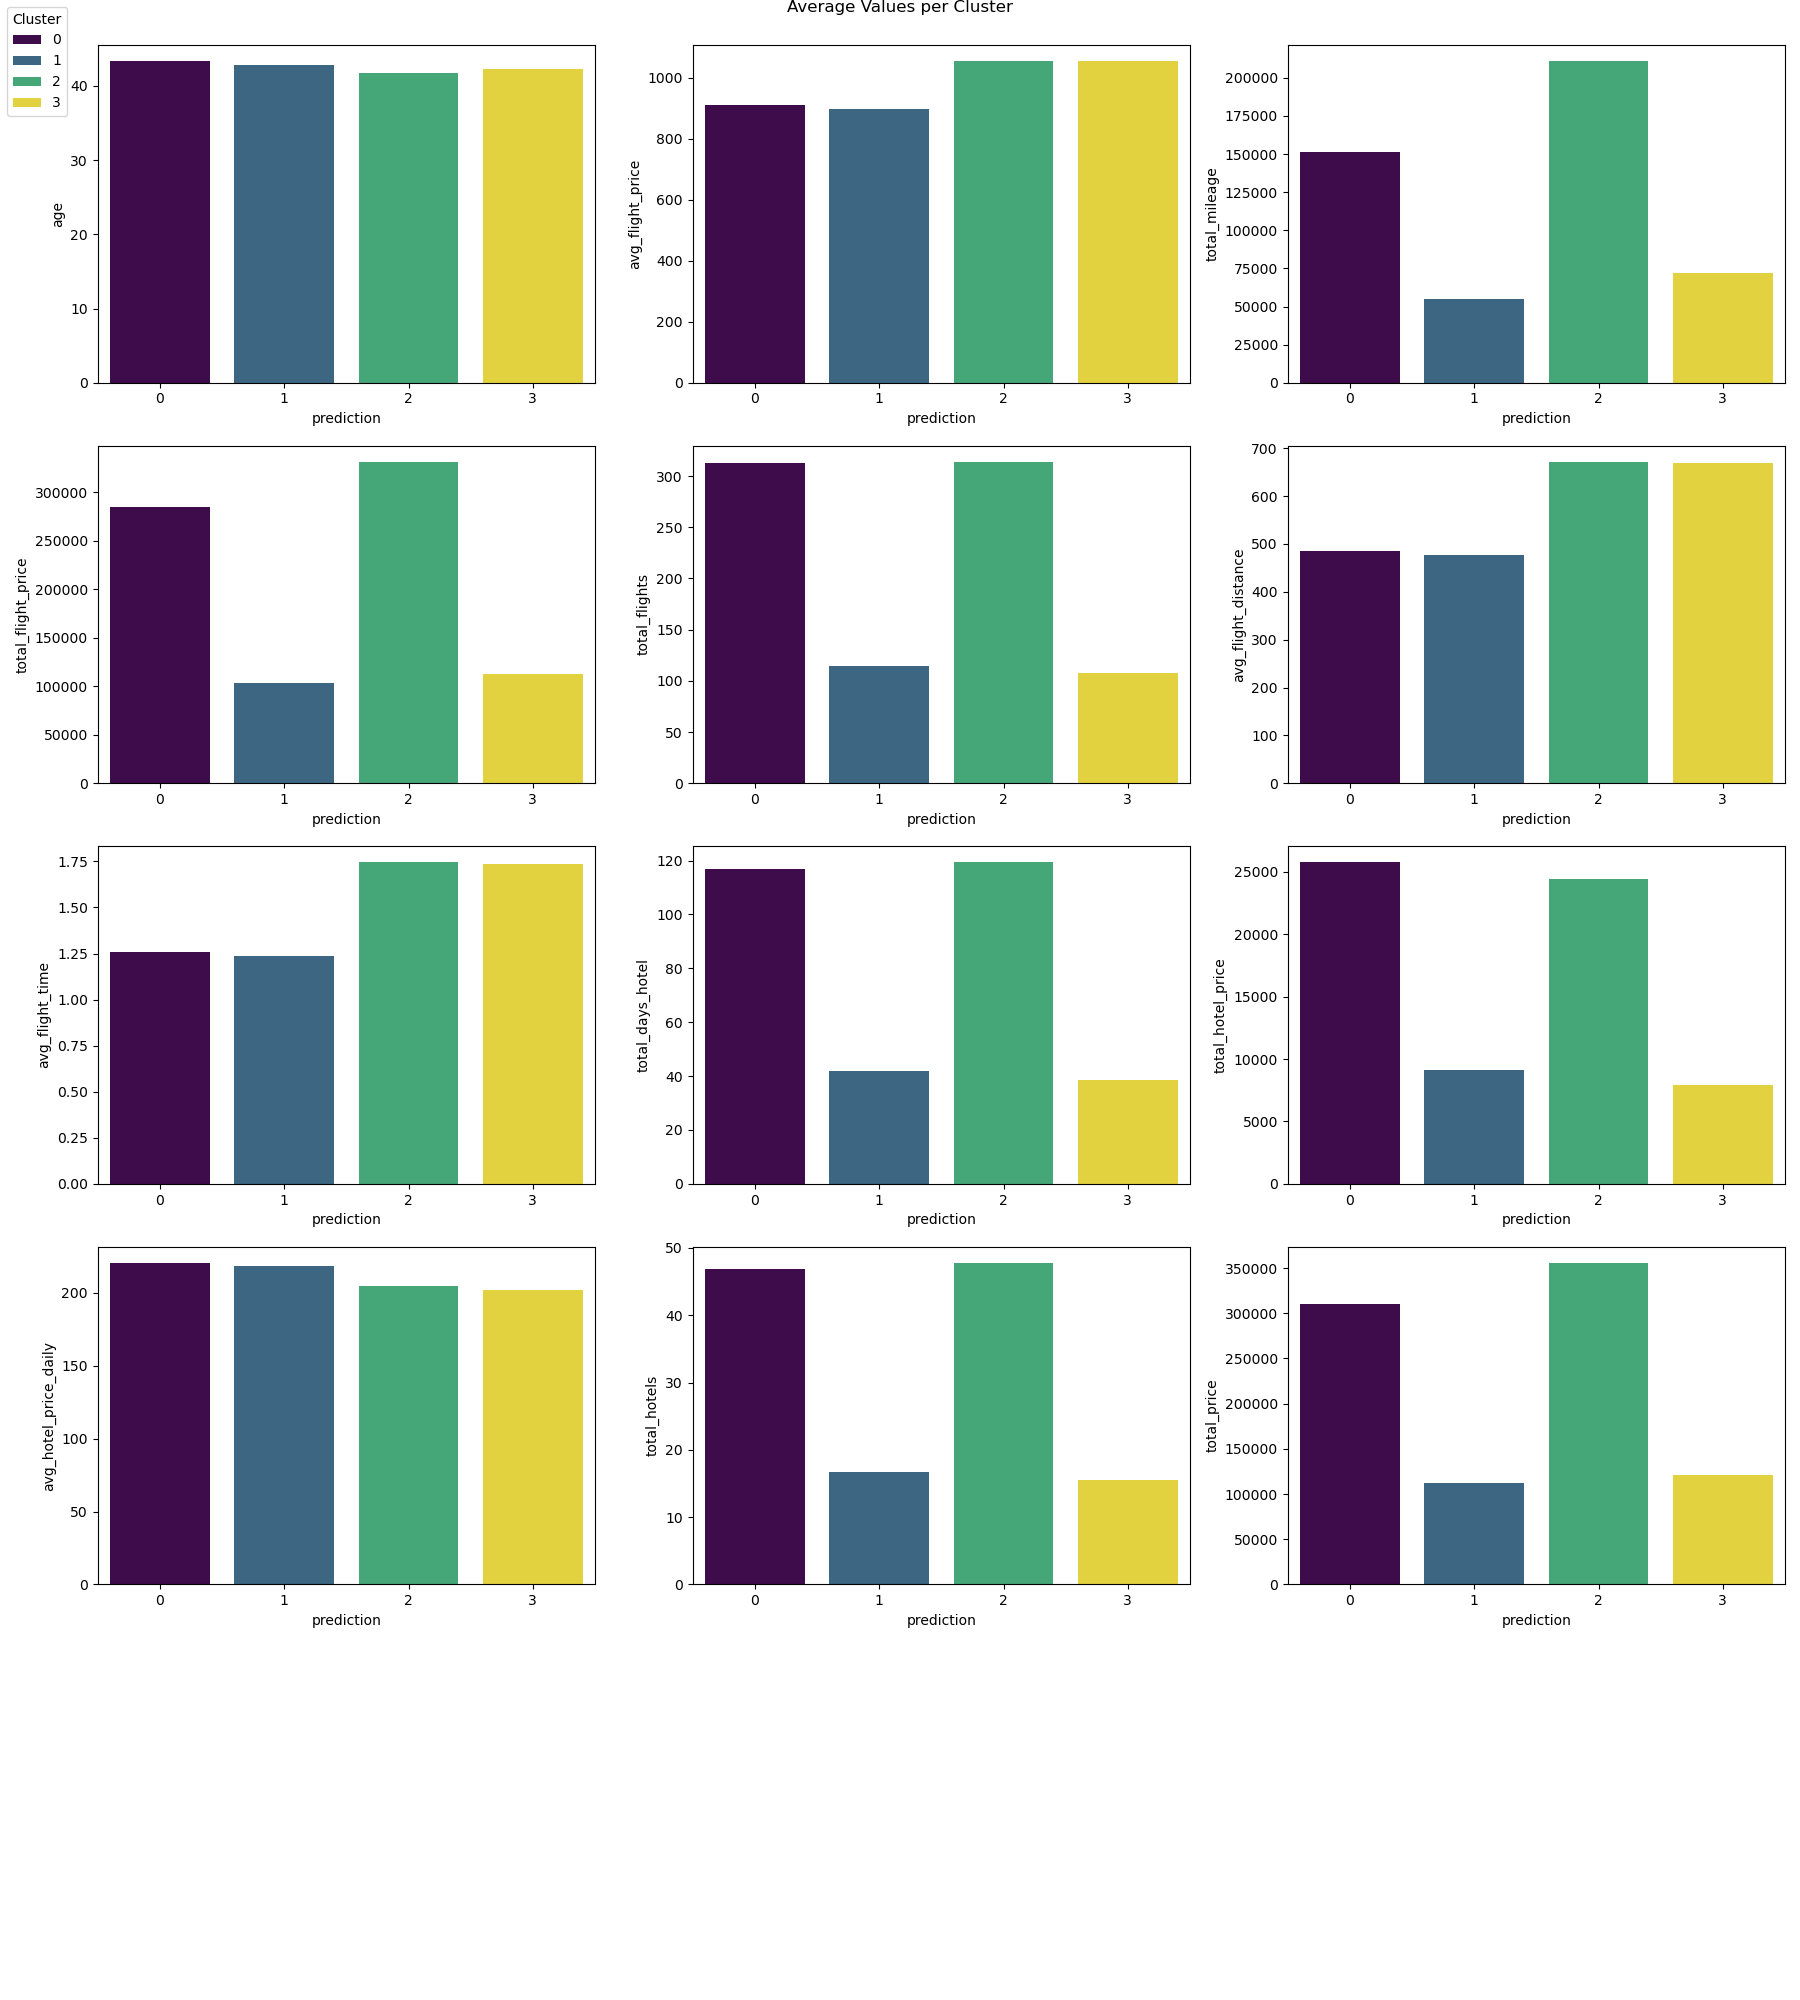 Average Values per Cluster
Cluster
0
1
2
3
age
40
30
20
10
0
0 1 2 3
prediction
avg_flight_price
1000
800
600
400
200
0
0 1 2 3
prediction
total_mileage
200000
175000
150000
125000
100000
75000
50000
25000
0
0 1 2 3
prediction
total_flight_price
300000
250000
200000
150000
100000
50000
0
0 1 2 3
prediction
total_flights
300
250
200
150
100
50
0
0 1 2 3
prediction
avg_flight_distance
700
600
500
400
300
200
100
0
0 1 2 3
prediction
avg_flight_time
1.75
1.50
1.25
1.00
0.75
0.50
0.25
0.00
0 1 2 3
prediction
total_days_hotel
120
100
80
60
40
20
0
0 1 2 3
prediction
total_hotel_price
25000
20000
15000
10000
5000
0
0 1 2 3
prediction
avg_hotel_price_daily
200
150
100
50
0
0 1 2 3
prediction
total_hotels
50
40
30
20
10
0
0 1 2 3
prediction
total_price
350000
300000
250000
200000
150000
100000
50000
0
0 1 2 3
prediction